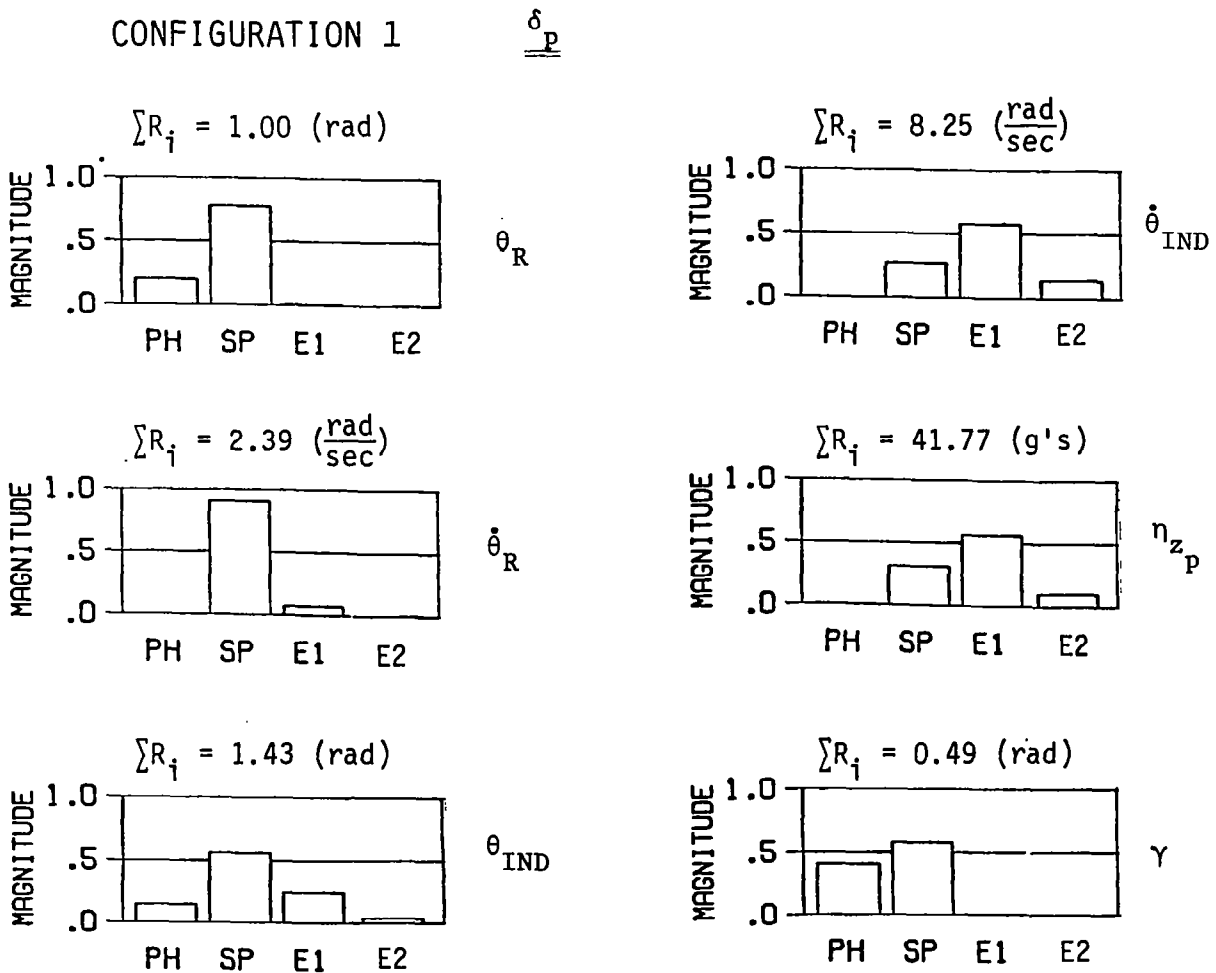 CONFIGURATION 1 δp
∑Ri = 1.00 (rad)
MAGNITUDE
1.0
.5
.0
PH SP E1 E2
θR
∑Ri = 8.25 (rad/sec)
MAGNITUDE
1.0
.5
.0
PH SP E1 E2
θ̇IND
∑Ri = 2.39 (rad/sec)
MAGNITUDE
1.0
.5
.0
PH SP E1 E2
θ̇R
∑Ri = 41.77 (g's)
MAGNITUDE
1.0
.5
.0
PH SP E1 E2
ηzp
∑Ri = 1.43 (rad)
MAGNITUDE
1.0
.5
.0
PH SP E1 E2
θIND
∑Ri = 0.49 (rad)
MAGNITUDE
1.0
.5
.0
PH SP E1 E2
γ